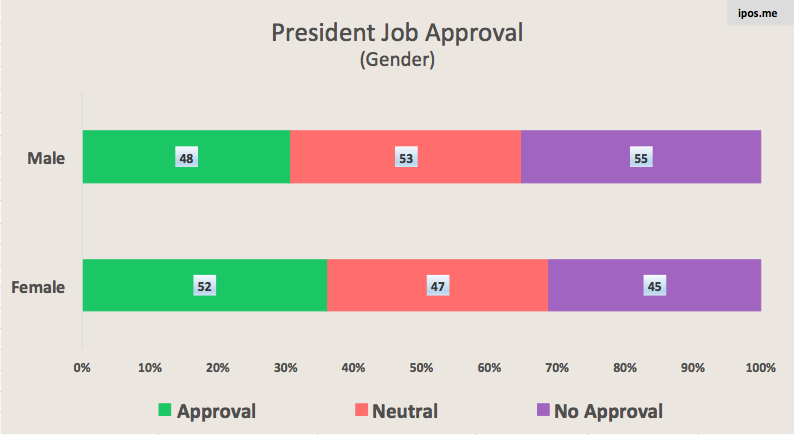 ipos.me
President Job Approval
(Gender)
Male
48 53 55
Female
52 47 45
0% 10% 20% 30% 40% 50% 60% 70% 80% 90% 100%
Approval Neutral No Approval